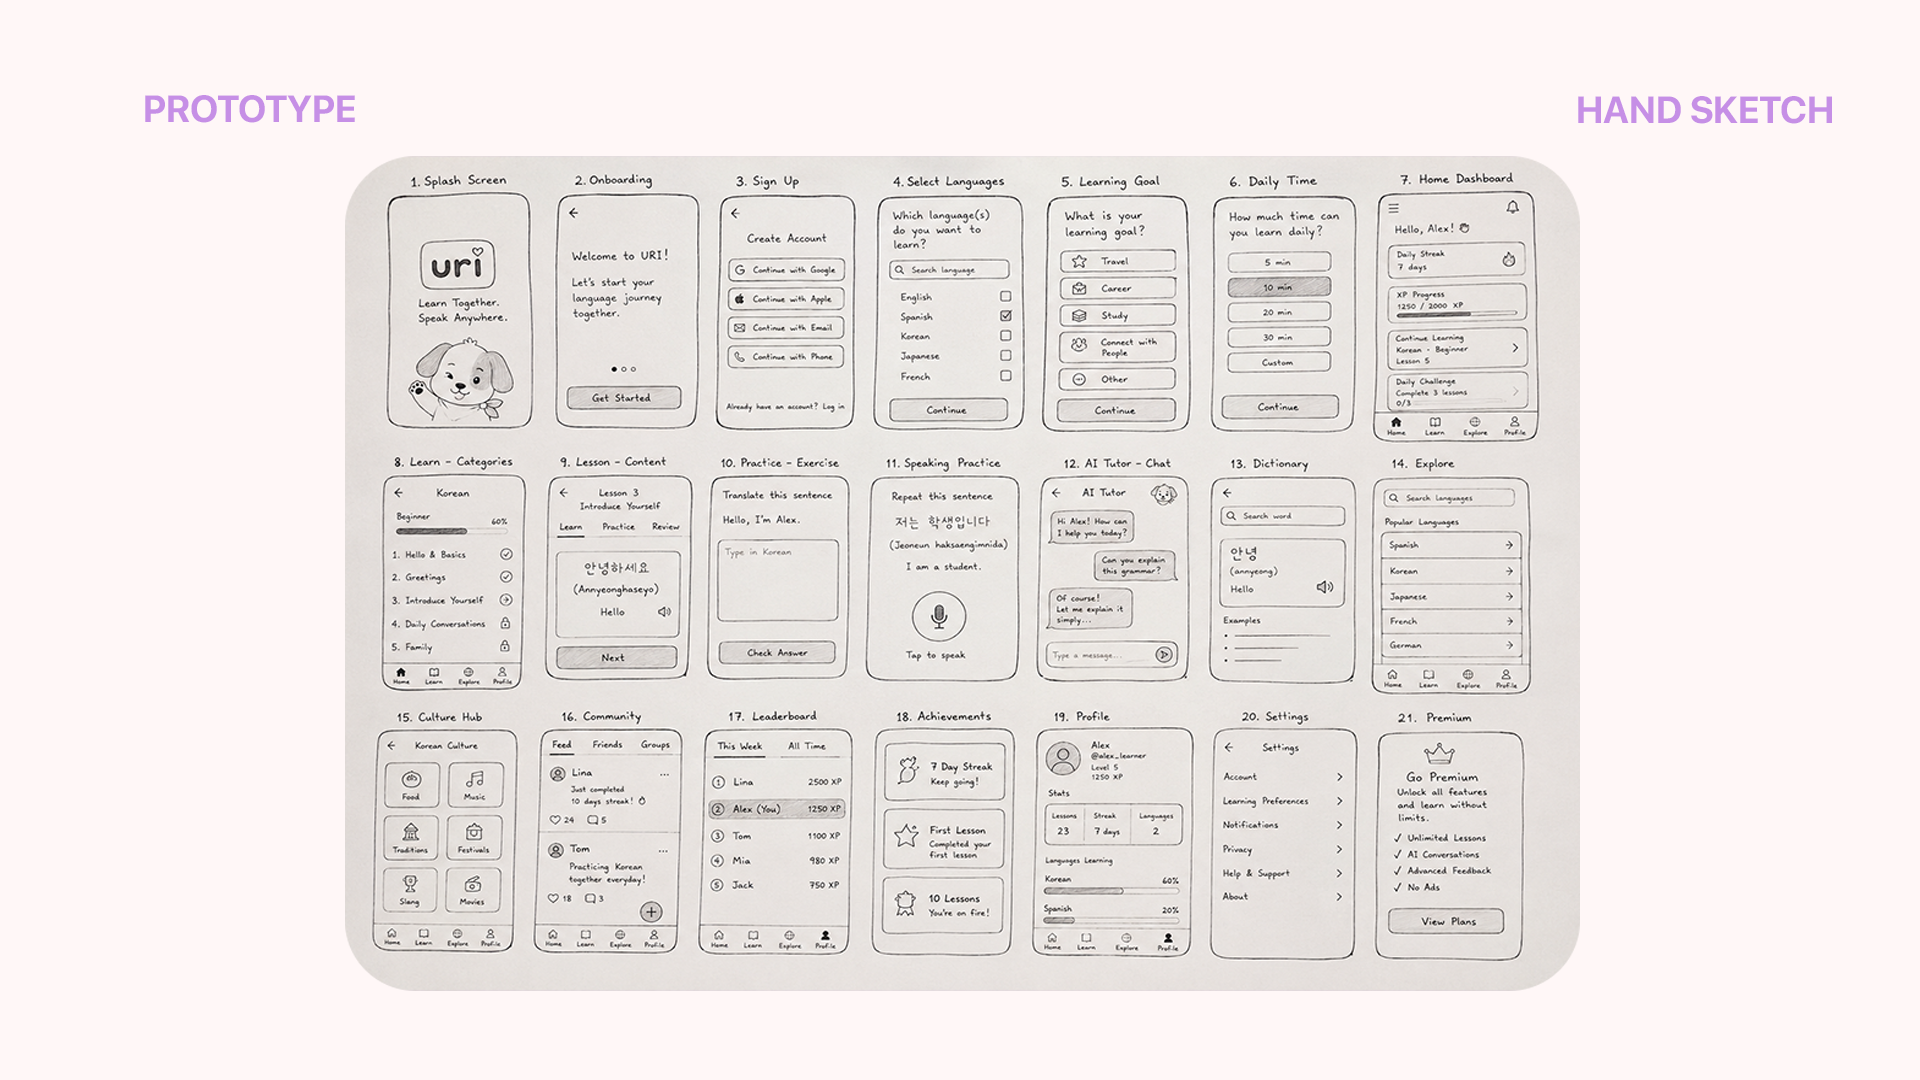 PROTOTYPE
HAND SKETCH
1. Splash Screen
uri
Learn Together.
Speak Anywhere.
2. Onboarding
Welcome to URI!
Let's start your
language journey
together.
Get Started
3. Sign Up
Create Account
Continue with Google
Continue with Apple
Continue with Email
Continue with Phone
Already have an account? Log in
4. Select Languages
Which language(s)
do you want to
learn?
Search language
English
Spanish
Korean
Japanese
French
Continue
5. Learning Goal
What is your
learning goal?
Travel
Career
Study
Connect with
People
Other
Continue
6. Daily Time
How much time can
you learn daily?
5 min
10 min
20 min
30 min
Custom
Continue
7. Home Dashboard
Hello, Alex!
Daily Streak
7 days
XP Progress
1250 / 2000 XP
Continue Learning
Korean - Beginner
Lesson 5
Daily Challenge
Complete 3 lessons
0/3
Home Learn Explore Profile
8. Learn - Categories
Korean
Beginner 60%
1. Hello & Basics
2. Greetings
3. Introduce Yourself
4. Daily Conversations
5. Family
Home Learn Explore Profile
9. Lesson - Content
Lesson 3
Introduce Yourself
Learn Practice Review
안녕하세요
(Annyeonghaseyo)
Hello
Next
10. Practice - Exercise
Translate this sentence
Hello, I'm Alex.
Type in Korean
Check Answer
11. Speaking Practice
Repeat this sentence
저는 학생입니다
(Jeoneun haksaengimnida)
I am a student.
Tap to speak
12. AI Tutor - Chat
AI Tutor
Hi Alex! How can
I help you today?
Can you explain
this grammar?
Of course!
Let me explain it
simply...
Type a message...
13. Dictionary
Search word
안녕
(annyeong)
Hello
Examples
14. Explore
Search languages
Popular Languages
Spanish
Korean
Japanese
French
German
Home Learn Explore Profile
15. Culture Hub
Korean Culture
Food Music
Traditions Festivals
Slang Movies
Home Learn Explore Profile
16. Community
Feed Friends Groups
Lina ...
Just completed
10 days streak!
24 5
Tom ...
Practicing Korean
together everyday!
18 3
Home Learn Explore Profile
17. Leaderboard
This Week All Time
1 Lina 2500 XP
2 Alex (You) 1250 XP
3 Tom 1100 XP
4 Mia 980 XP
5 Jack 750 XP
Home Learn Explore Profile
18. Achievements
7 Day Streak
Keep going!
First Lesson
Completed your
first lesson
10 Lessons
You're on fire!
19. Profile
Alex
@alex_learner
Level 5
1250 XP
Stats
Lessons Streak Languages
23 7 days 2
Languages Learning
Korean 60%
Spanish 20%
Home Learn Explore Profile
20. Settings
Settings
Account
Learning Preferences
Notifications
Privacy
Help & Support
About
21. Premium
Go Premium
Unlock all features
and learn without
limits.
✓ Unlimited Lessons
✓ AI Conversations
✓ Advanced Feedback
✓ No Ads
View Plans